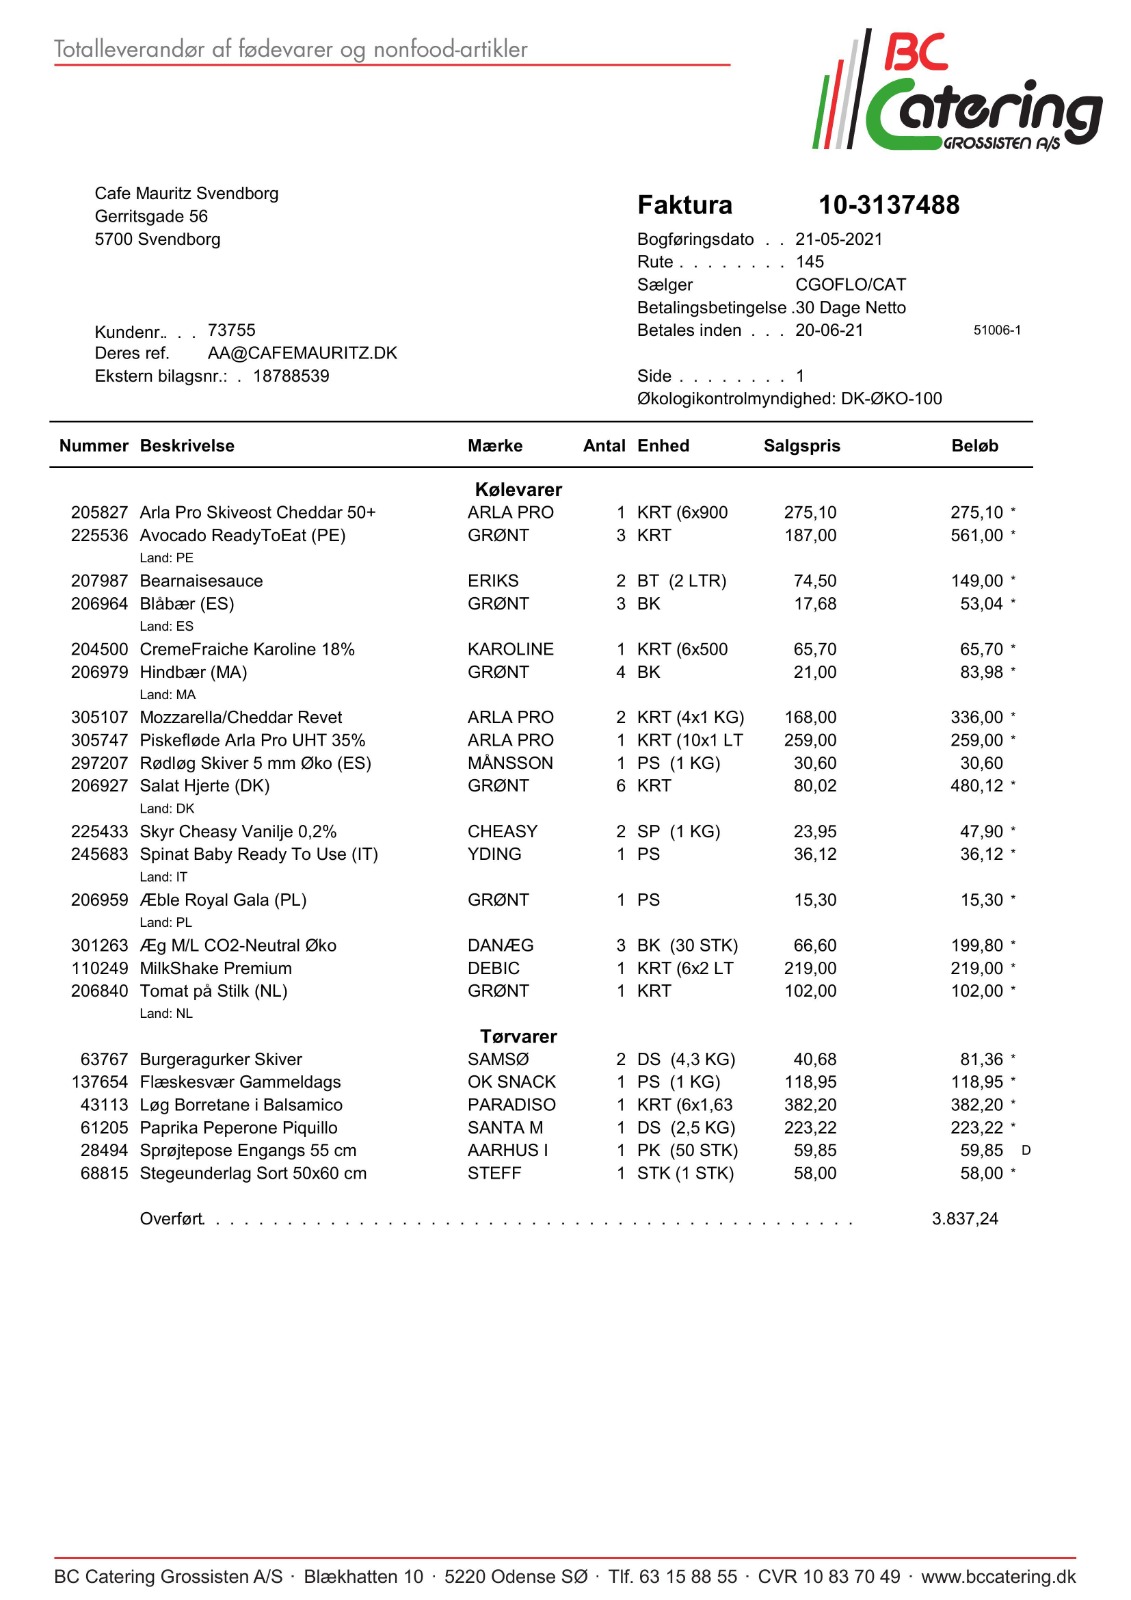 Totalleverandør af fødevarer og nonfood-artikler
BC
Catering
GROSSISTEN A/S
Cafe Mauritz Svendborg
Gerritsgade 56
5700 Svendborg
Kundenr.. . . 73755
Deres ref. AA@CAFEMAURITZ.DK
Ekstern bilagsnr.: . 18788539
Faktura 10-3137488
Bogføringsdato . . 21-05-2021
Rute . . . . . . . . 145
Sælger CGOFLO/CAT
Betalingsbetingelse .30 Dage Netto
Betales inden . . . 20-06-21 51006-1
Side . . . . . . . . 1
Økologikontrolmyndighed: DK-ØKO-100
Nummer Beskrivelse Mærke Antal Enhed Salgspris Beløb
Kølevarer
205827 Arla Pro Skiveost Cheddar 50+ ARLA PRO 1 KRT (6x900 275,10 275,10 *
225536 Avocado ReadyToEat (PE) GRØNT 3 KRT 187,00 561,00 *
Land: PE
207987 Bearnaisesauce ERIKS 2 BT (2 LTR) 74,50 149,00 *
206964 Blåbær (ES) GRØNT 3 BK 17,68 53,04 *
Land: ES
204500 CremeFraiche Karoline 18% KAROLINE 1 KRT (6x500 65,70 65,70 *
206979 Hindbær (MA) GRØNT 4 BK 21,00 83,98 *
Land: MA
305107 Mozzarella/Cheddar Revet ARLA PRO 2 KRT (4x1 KG) 168,00 336,00 *
305747 Piskefløde Arla Pro UHT 35% ARLA PRO 1 KRT (10x1 LT 259,00 259,00 *
297207 Rødløg Skiver 5 mm Øko (ES) MÅNSSON 1 PS (1 KG) 30,60 30,60
206927 Salat Hjerte (DK) GRØNT 6 KRT 80,02 480,12 *
Land: DK
225433 Skyr Cheasy Vanilje 0,2% CHEASY 2 SP (1 KG) 23,95 47,90 *
245683 Spinat Baby Ready To Use (IT) YDING 1 PS 36,12 36,12 *
Land: IT
206959 Æble Royal Gala (PL) GRØNT 1 PS 15,30 15,30 *
Land: PL
301263 Æg M/L CO2-Neutral Øko DANÆG 3 BK (30 STK) 66,60 199,80 *
110249 MilkShake Premium DEBIC 1 KRT (6x2 LT 219,00 219,00 *
206840 Tomat på Stilk (NL) GRØNT 1 KRT 102,00 102,00 *
Land: NL
Tørvarer
63767 Burgeragurker Skiver SAMSØ 2 DS (4,3 KG) 40,68 81,36 *
137654 Flæskesvær Gammeldags OK SNACK 1 PS (1 KG) 118,95 118,95 *
43113 Løg Borretane i Balsamico PARADISO 1 KRT (6x1,63 382,20 382,20 *
61205 Paprika Peperone Piquillo SANTA M 1 DS (2,5 KG) 223,22 223,22 *
28494 Sprøjtepose Engangs 55 cm AARHUS I 1 PK (50 STK) 59,85 59,85 D
68815 Stegeunderlag Sort 50x60 cm STEFF 1 STK (1 STK) 58,00 58,00 *
Overført. . . . . . . . . . . . . . . . . . . . . . . . . . . . . . . . . . . . . . . . . . . . . . 3.837,24
BC Catering Grossisten A/S · Blækhatten 10 · 5220 Odense SØ · Tlf. 63 15 88 55 · CVR 10 83 70 49 · www.bccatering.dk